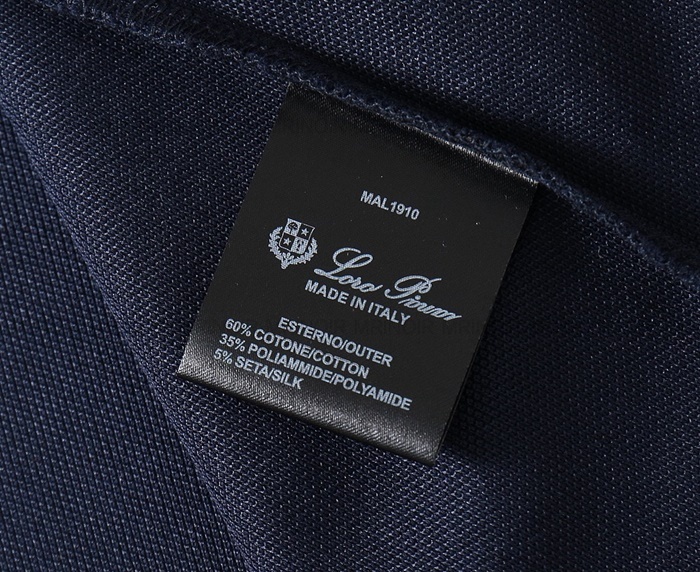 MAL1910
Loro Piana
MADE IN ITALY
ESTERNO/OUTER
60% COTONE/COTTON
35% POLIAMMIDE/POLYAMIDE
5% SETA/SILK